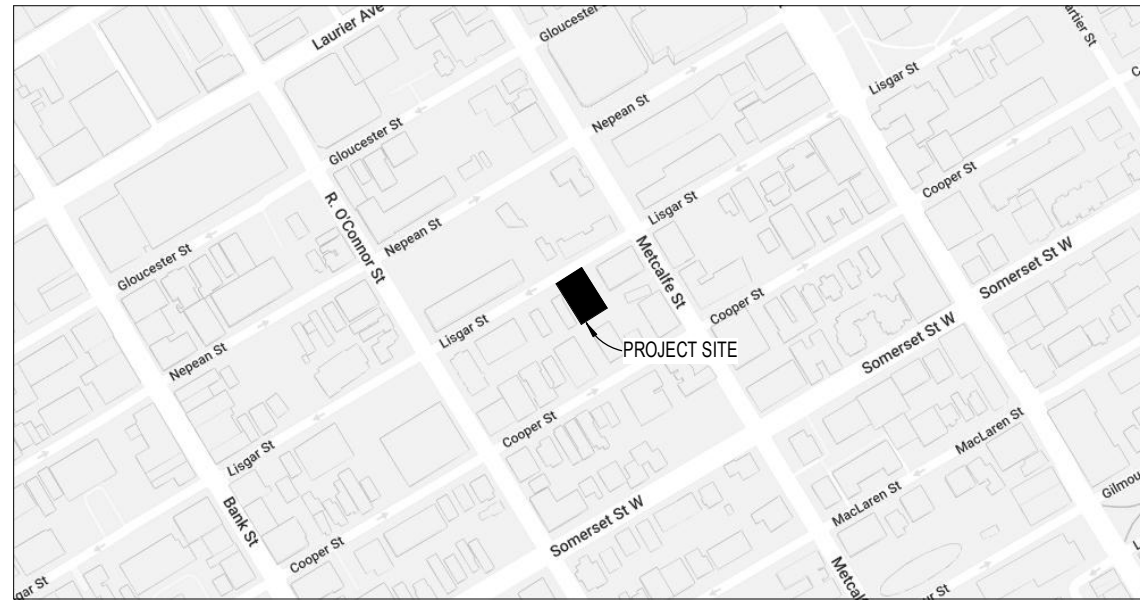 Laurier Ave
Gloucester
Lisgar St
Nepean St
Gloucester St
Cooper St
Lisgar St
R. O'Connor St
Nepean St
Metcalfe St
Somerset St W
Gloucester St
Cooper St
Lisgar St
PROJECT SITE
Somerset St W
Nepean St
Cooper St
MacLaren St
Lisgar St
Bank St
MacLaren St
Somerset St W
Cooper St